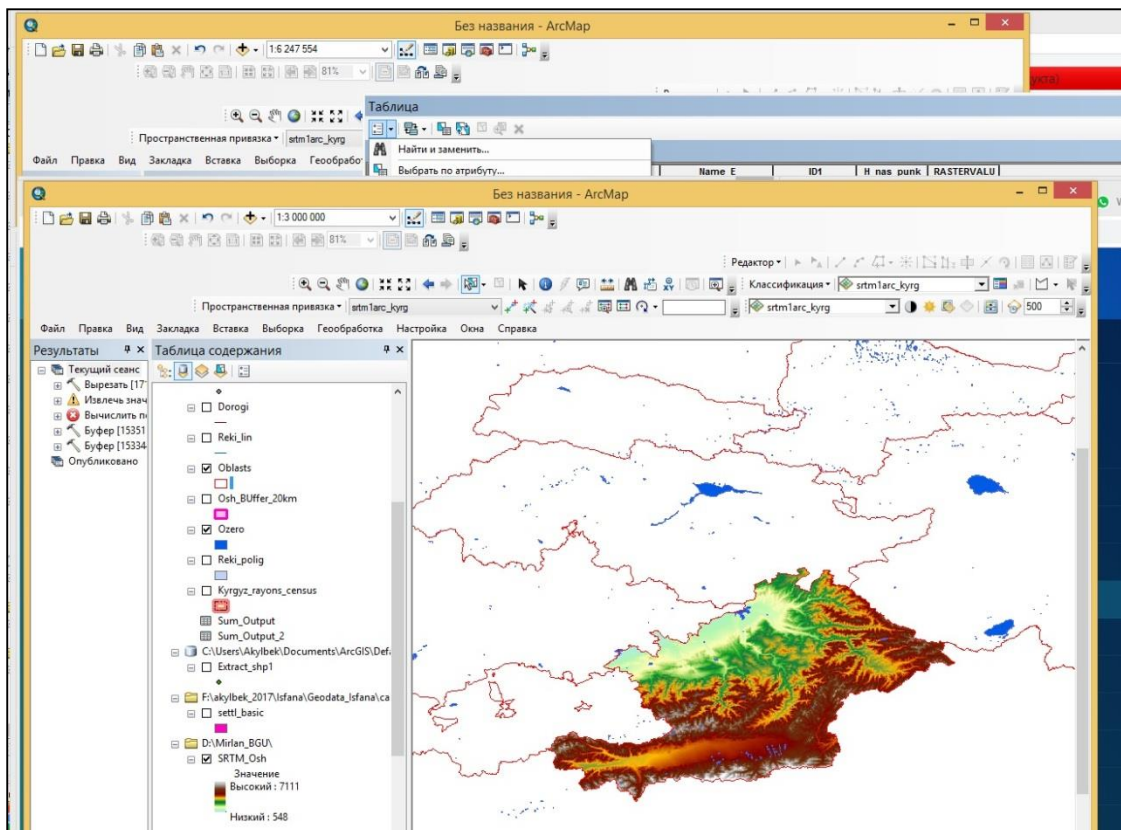 Без названия - ArcMap
1:6 247 554
81%
укта)
Таблица
Пространственная привязка srtm1arc_kyrg
Найти и заменить...
Файл Правка Вид Закладка Вставка Выборка Геообработ
Выбрать по атрибуту...
Name_E ID1 H_nas_punk RASTERVALU
Без названия - ArcMap
1:3 000 000
81%
Редактор
Классификация srtm1arc_kyrg
Пространственная привязка srtm1arc_kyrg srtm1arc_kyrg 500
Файл Правка Вид Закладка Вставка Выборка Геообработка Настройка Окна Справка
Результаты
Текущий сеанс
Вырезать [17
Извлечь знач
Вычислить п
Буфер [15351
Буфер [15334
Опубликовано
Таблица содержания
Dorogi
Reki_lin
Oblasts
Osh_BUffer_20km
Ozero
Reki_polig
Kyrgyz_rayons_census
Sum_Output
Sum_Output_2
C:\Users\Akylbek\Documents\ArcGIS\Defa
Extract_shp1
F:\akylbek_2017\Isfana\Geodata_Isfana\ca
settl_basic
D:\Mirlan_BGU\
SRTM_Osh
Значение
Высокий : 7111
Низкий : 548